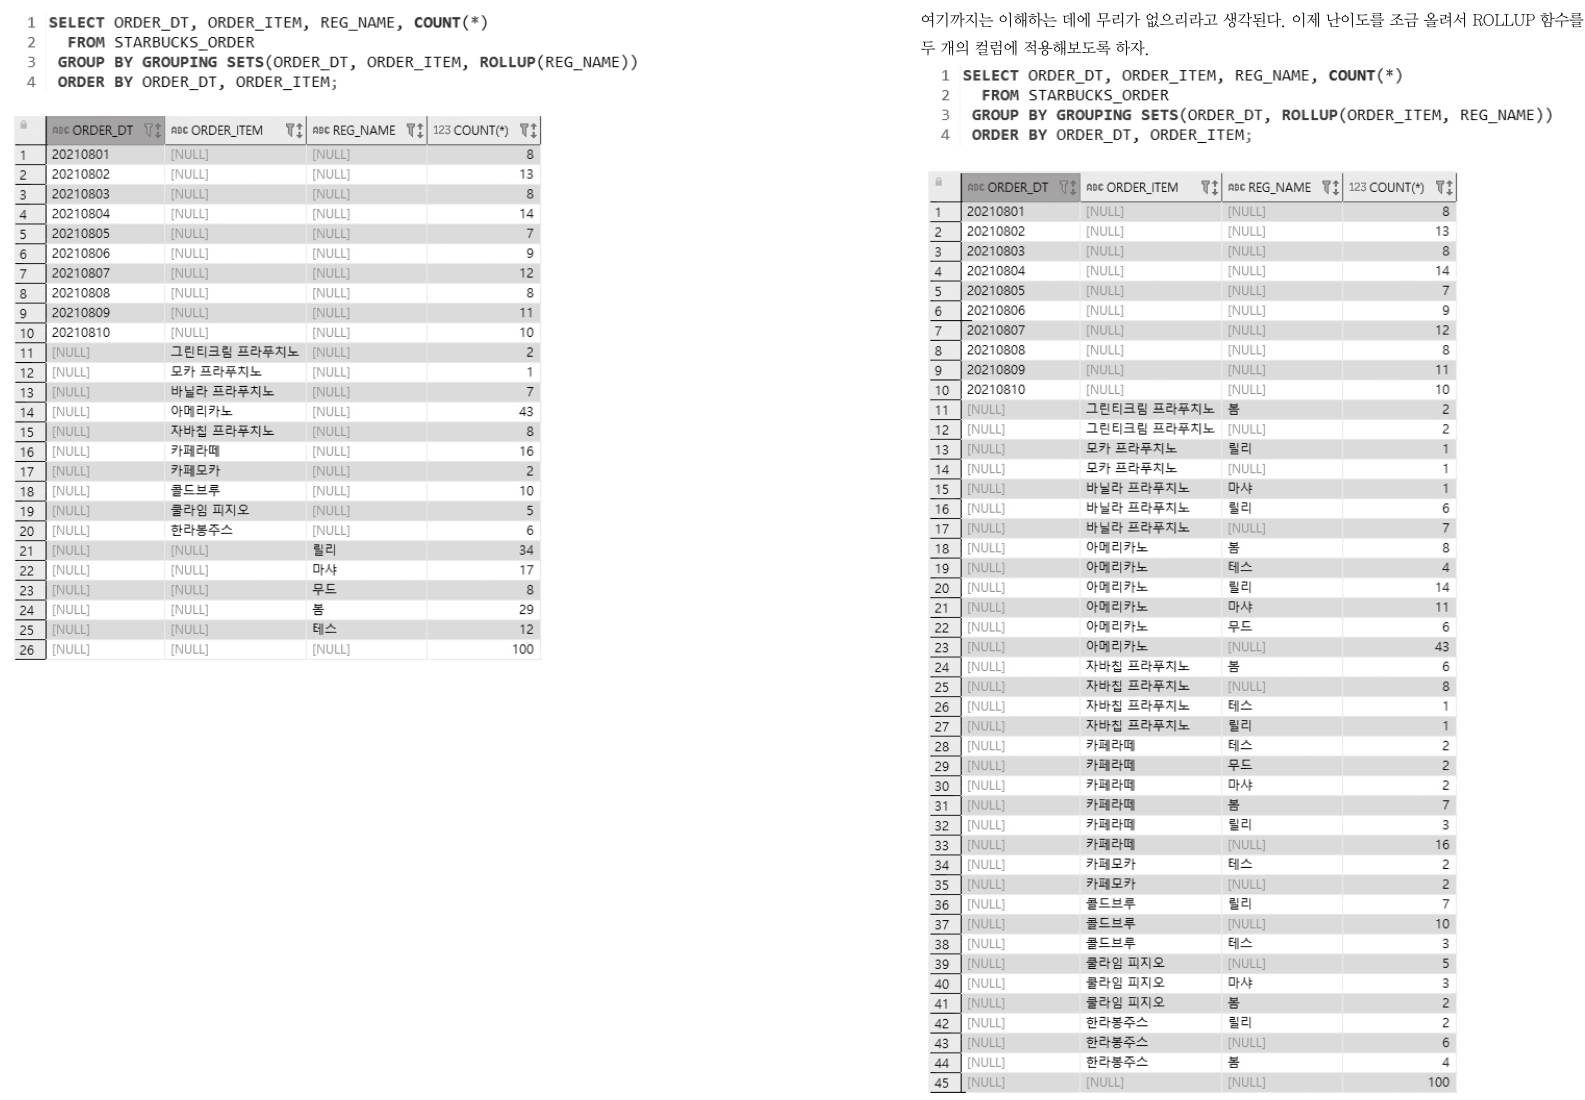 1 SELECT ORDER_DT, ORDER_ITEM, REG_NAME, COUNT(*)
2 FROM STARBUCKS_ORDER
3 GROUP BY GROUPING SETS(ORDER_DT, ORDER_ITEM, ROLLUP(REG_NAME))
4 ORDER BY ORDER_DT, ORDER_ITEM;
ABC ORDER_DT ABC ORDER_ITEM ABC REG_NAME 123 COUNT(*)
1 20210801 [NULL] [NULL] 8
2 20210802 [NULL] [NULL] 13
3 20210803 [NULL] [NULL] 8
4 20210804 [NULL] [NULL] 14
5 20210805 [NULL] [NULL] 7
6 20210806 [NULL] [NULL] 9
7 20210807 [NULL] [NULL] 12
8 20210808 [NULL] [NULL] 8
9 20210809 [NULL] [NULL] 11
10 20210810 [NULL] [NULL] 10
11 [NULL] 그린티크림 프라푸치노 [NULL] 2
12 [NULL] 모카 프라푸치노 [NULL] 1
13 [NULL] 바닐라 프라푸치노 [NULL] 7
14 [NULL] 아메리카노 [NULL] 43
15 [NULL] 자바칩 프라푸치노 [NULL] 8
16 [NULL] 카페라떼 [NULL] 16
17 [NULL] 카페모카 [NULL] 2
18 [NULL] 콜드브루 [NULL] 10
19 [NULL] 쿨라임 피지오 [NULL] 5
20 [NULL] 한라봉주스 [NULL] 6
21 [NULL] [NULL] 릴리 34
22 [NULL] [NULL] 마샤 17
23 [NULL] [NULL] 무드 8
24 [NULL] [NULL] 봄 29
25 [NULL] [NULL] 테스 12
26 [NULL] [NULL] [NULL] 100
여기까지는 이해하는 데에 무리가 없으리라고 생각된다. 이제 난이도를 조금 올려서 ROLLUP 함수를
두 개의 컬럼에 적용해보도록 하자.
1 SELECT ORDER_DT, ORDER_ITEM, REG_NAME, COUNT(*)
2 FROM STARBUCKS_ORDER
3 GROUP BY GROUPING SETS(ORDER_DT, ROLLUP(ORDER_ITEM, REG_NAME))
4 ORDER BY ORDER_DT, ORDER_ITEM;
ABC ORDER_DT ABC ORDER_ITEM ABC REG_NAME 123 COUNT(*)
1 20210801 [NULL] [NULL] 8
2 20210802 [NULL] [NULL] 13
3 20210803 [NULL] [NULL] 8
4 20210804 [NULL] [NULL] 14
5 20210805 [NULL] [NULL] 7
6 20210806 [NULL] [NULL] 9
7 20210807 [NULL] [NULL] 12
8 20210808 [NULL] [NULL] 8
9 20210809 [NULL] [NULL] 11
10 20210810 [NULL] [NULL] 10
11 [NULL] 그린티크림 프라푸치노 봄 2
12 [NULL] 그린티크림 프라푸치노 [NULL] 2
13 [NULL] 모카 프라푸치노 릴리 1
14 [NULL] 모카 프라푸치노 [NULL] 1
15 [NULL] 바닐라 프라푸치노 마샤 1
16 [NULL] 바닐라 프라푸치노 릴리 6
17 [NULL] 바닐라 프라푸치노 [NULL] 7
18 [NULL] 아메리카노 봄 8
19 [NULL] 아메리카노 테스 4
20 [NULL] 아메리카노 릴리 14
21 [NULL] 아메리카노 마샤 11
22 [NULL] 아메리카노 무드 6
23 [NULL] 아메리카노 [NULL] 43
24 [NULL] 자바칩 프라푸치노 봄 6
25 [NULL] 자바칩 프라푸치노 [NULL] 8
26 [NULL] 자바칩 프라푸치노 테스 1
27 [NULL] 자바칩 프라푸치노 릴리 1
28 [NULL] 카페라떼 테스 2
29 [NULL] 카페라떼 무드 2
30 [NULL] 카페라떼 마샤 2
31 [NULL] 카페라떼 봄 7
32 [NULL] 카페라떼 릴리 3
33 [NULL] 카페라떼 [NULL] 16
34 [NULL] 카페모카 테스 2
35 [NULL] 카페모카 [NULL] 2
36 [NULL] 콜드브루 릴리 7
37 [NULL] 콜드브루 [NULL] 10
38 [NULL] 콜드브루 테스 3
39 [NULL] 쿨라임 피지오 [NULL] 5
40 [NULL] 쿨라임 피지오 마샤 3
41 [NULL] 쿨라임 피지오 봄 2
42 [NULL] 한라봉주스 릴리 2
43 [NULL] 한라봉주스 [NULL] 6
44 [NULL] 한라봉주스 봄 4
45 [NULL] [NULL] [NULL] 100